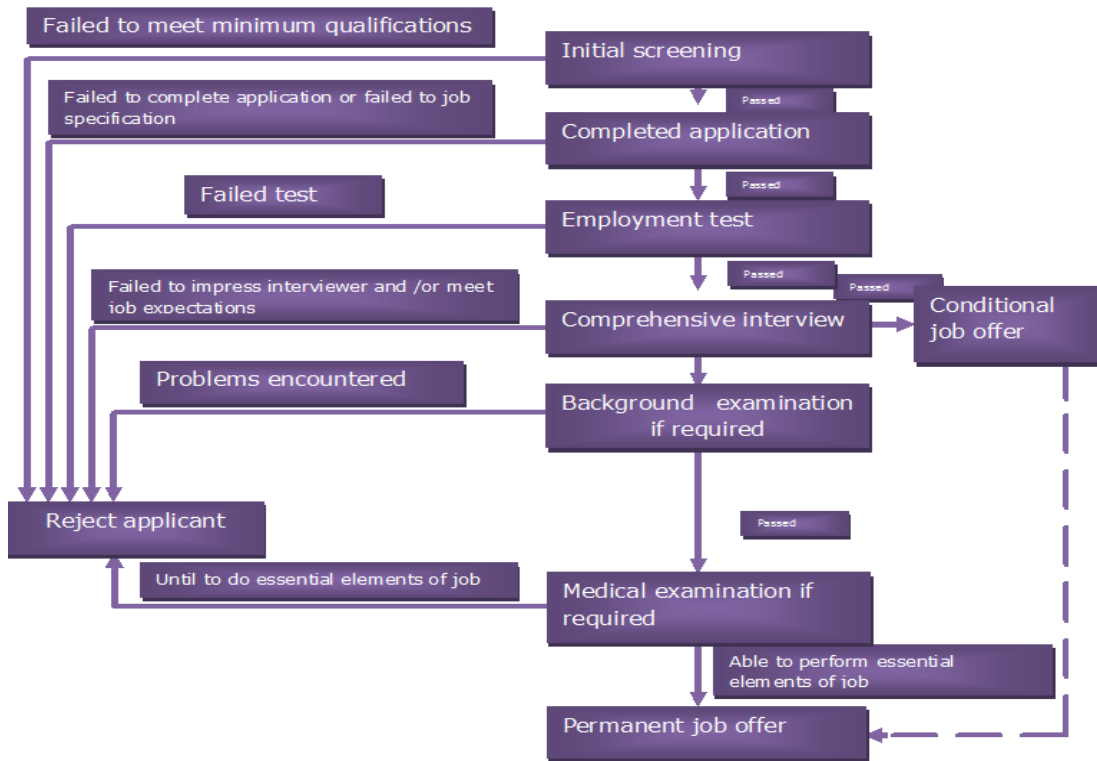 Failed to meet minimum qualifications
Initial screening
Failed to complete application or failed to job
specification
Passed
Completed application
Failed test
Passed
Employment test
Failed to impress interviewer and /or meet
job expectations
Passed
Passed
Comprehensive interview
Conditional
job offer
Problems encountered
Background examination
if required
Reject applicant
Passed
Until to do essential elements of job
Medical examination if
required
Able to perform essential
elements of job
Permanent job offer